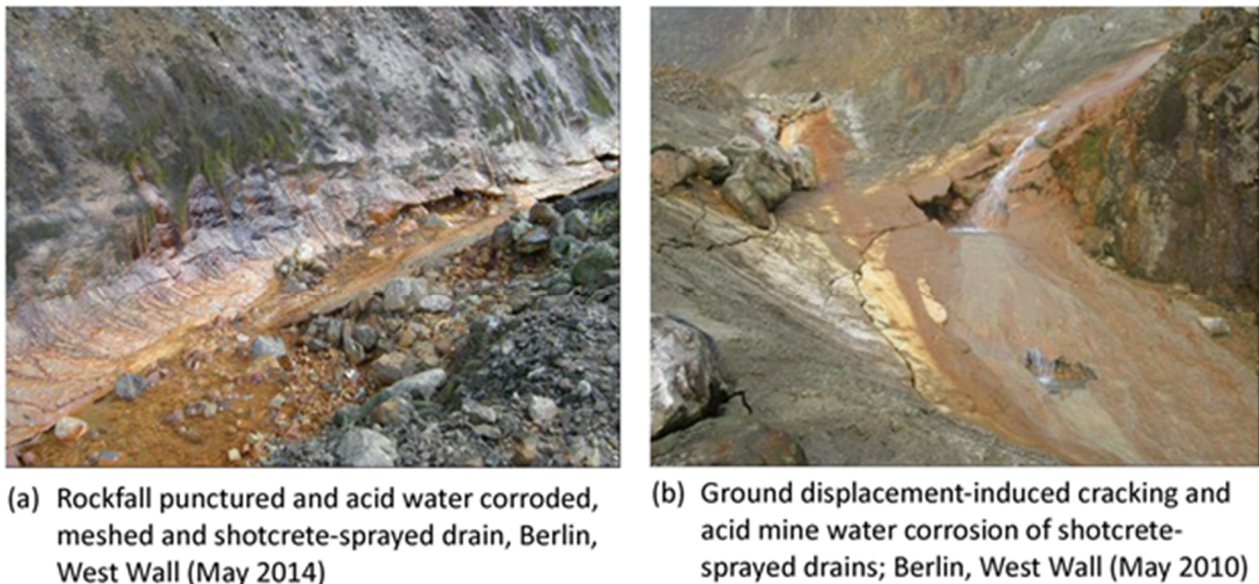 (a) Rockfall punctured and acid water corroded,
meshed and shotcrete-sprayed drain, Berlin,
West Wall (May 2014)
(b) Ground displacement-induced cracking and
acid mine water corrosion of shotcrete-
sprayed drains; Berlin, West Wall (May 2010)